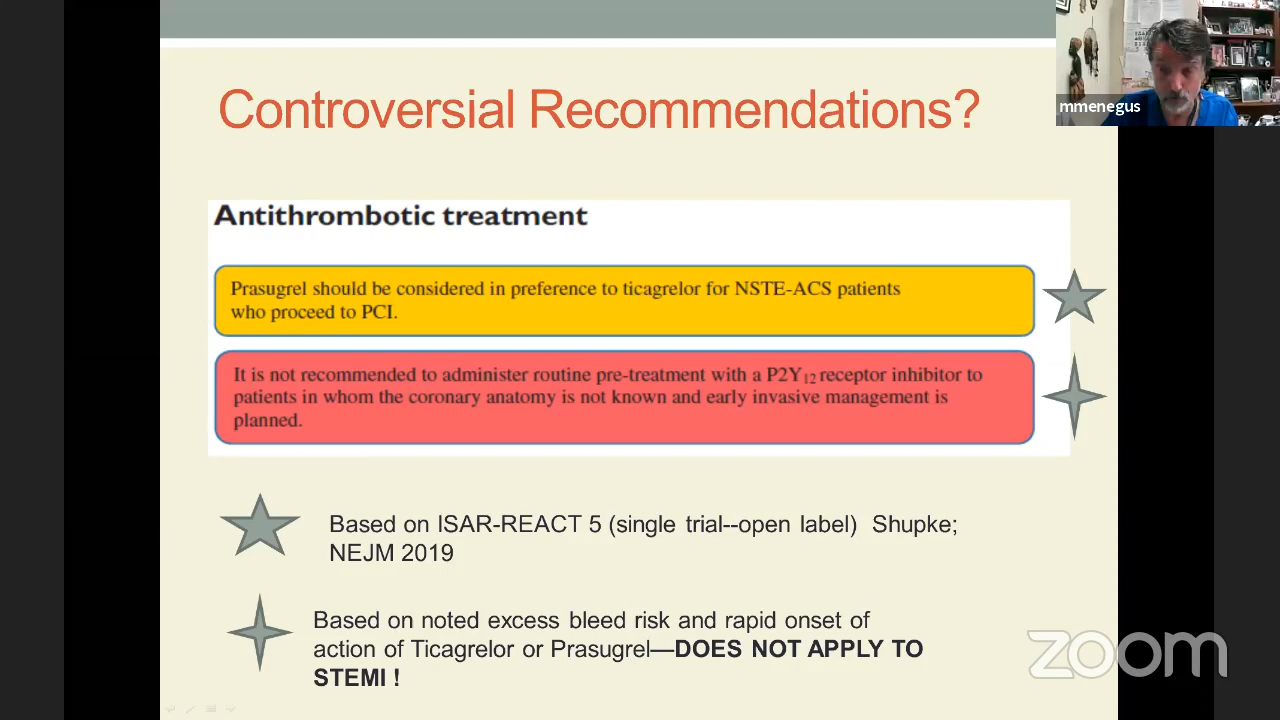 Controversial Recommendations?
mmenegus
Antithrombotic treatment
Prasugrel should be considered in preference to ticagrelor for NSTE-ACS patients
who proceed to PCI.
It is not recommended to administer routine pre-treatment with a P2Y12 receptor inhibitor to
patients in whom the coronary anatomy is not known and early invasive management is
planned.
Based on ISAR-REACT 5 (single trial--open label) Shupke;
NEJM 2019
Based on noted excess bleed risk and rapid onset of
action of Ticagrelor or Prasugrel—DOES NOT APPLY TO
STEMI !
zoom